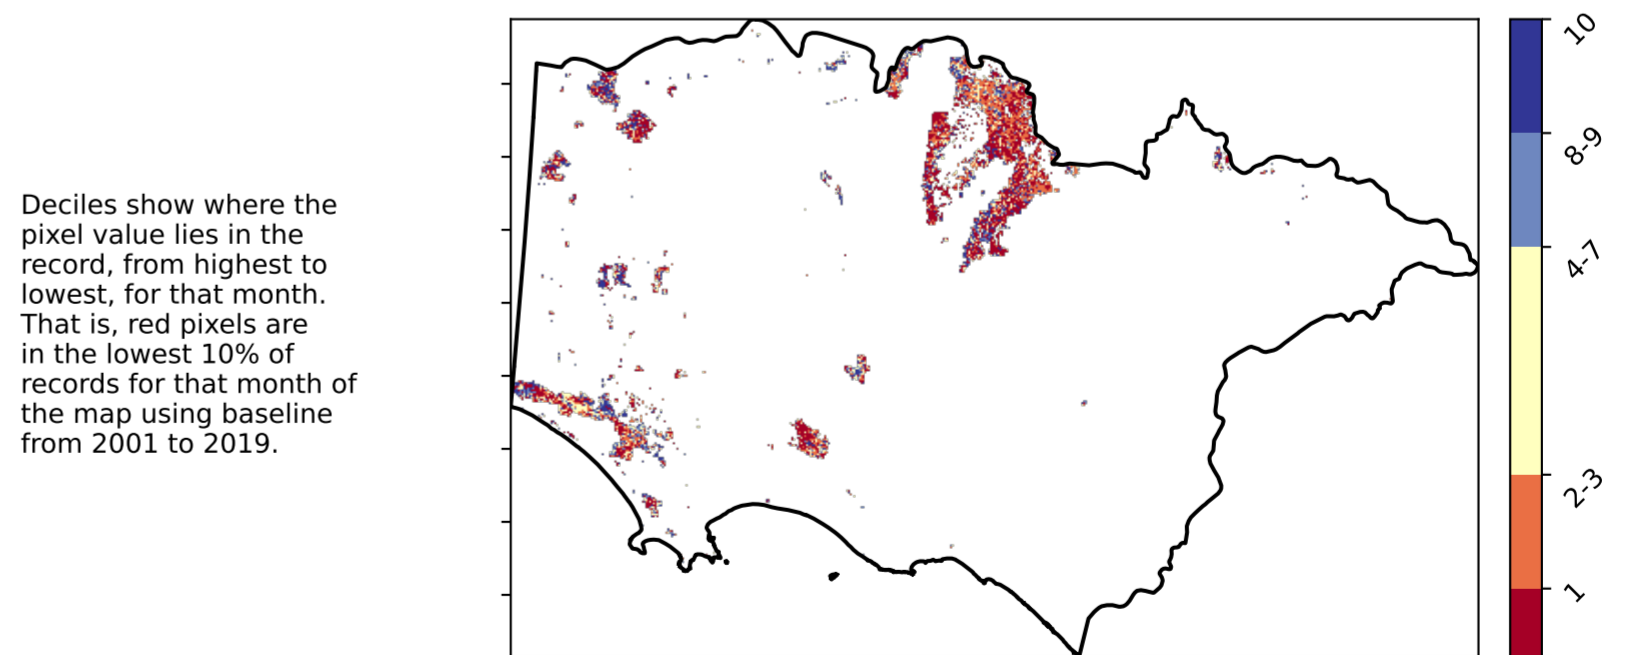 Deciles show where the
pixel value lies in the
record, from highest to
lowest, for that month.
That is, red pixels are
in the lowest 10% of
records for that month of
the map using baseline
from 2001 to 2019.
10
8-9
4-7
2-3
1